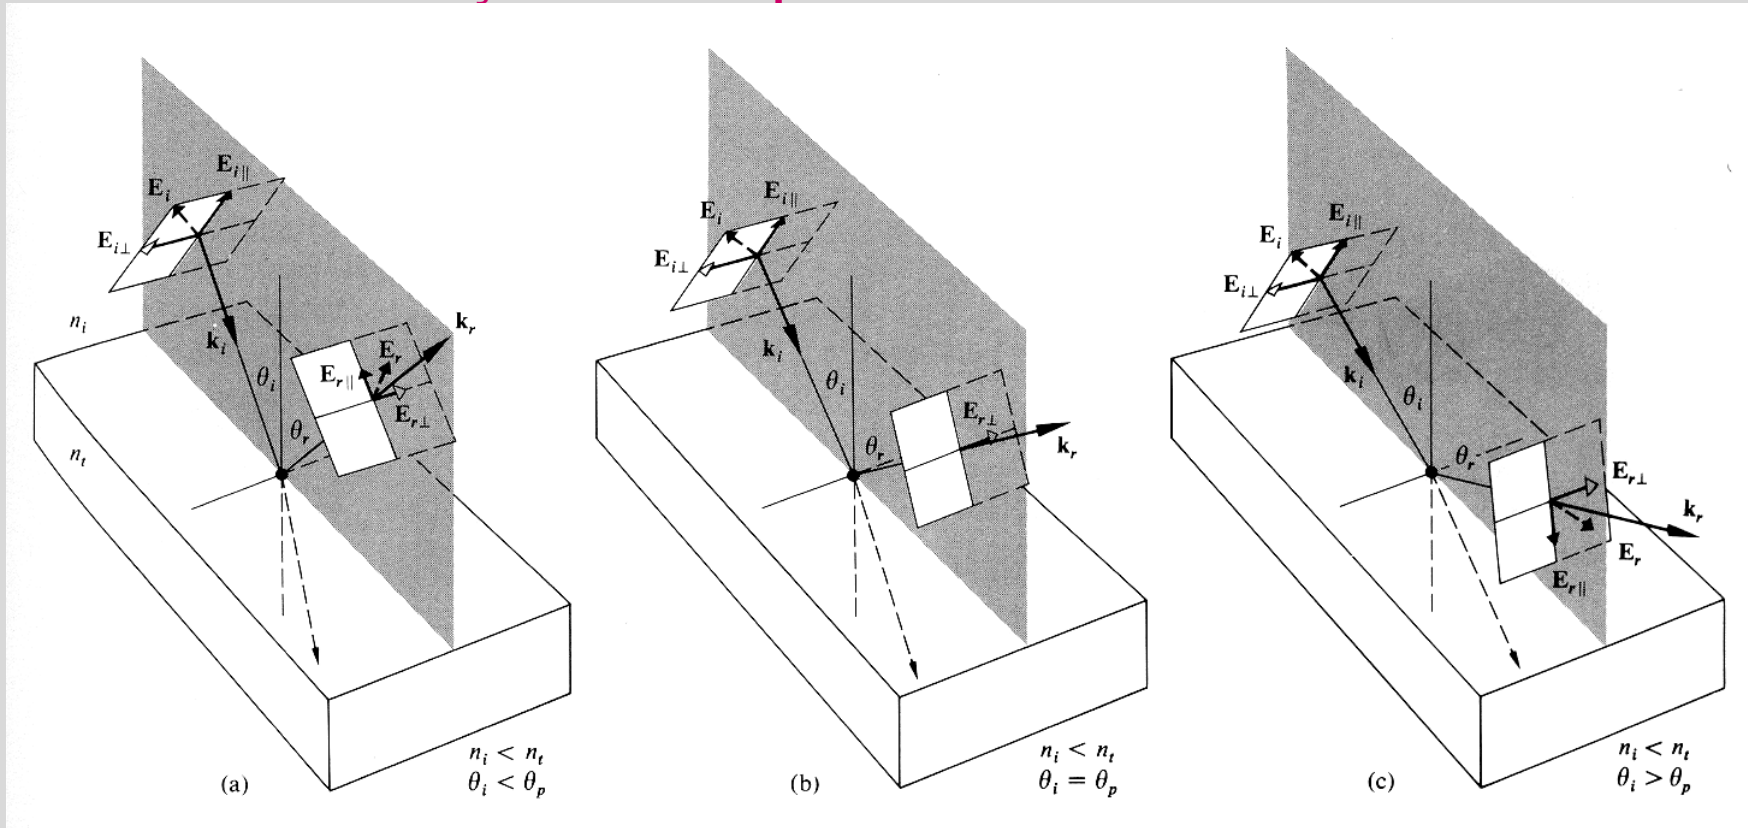 E_i∥
E_i
E_i⊥
n_i
k_i
θ_i
k_r
E_r
E_r∥
E_r⊥
θ_r
n_t
n_i < n_t
θ_i < θ_p
(a)
E_i∥
E_i
E_i⊥
k_i
θ_i
E_r⊥
θ_r
k_r
n_i < n_t
θ_i = θ_p
(b)
E_i∥
E_i
E_i⊥
k_i
θ_i
θ_r
E_r⊥
k_r
E_r
E_r∥
n_i < n_t
θ_i > θ_p
(c)